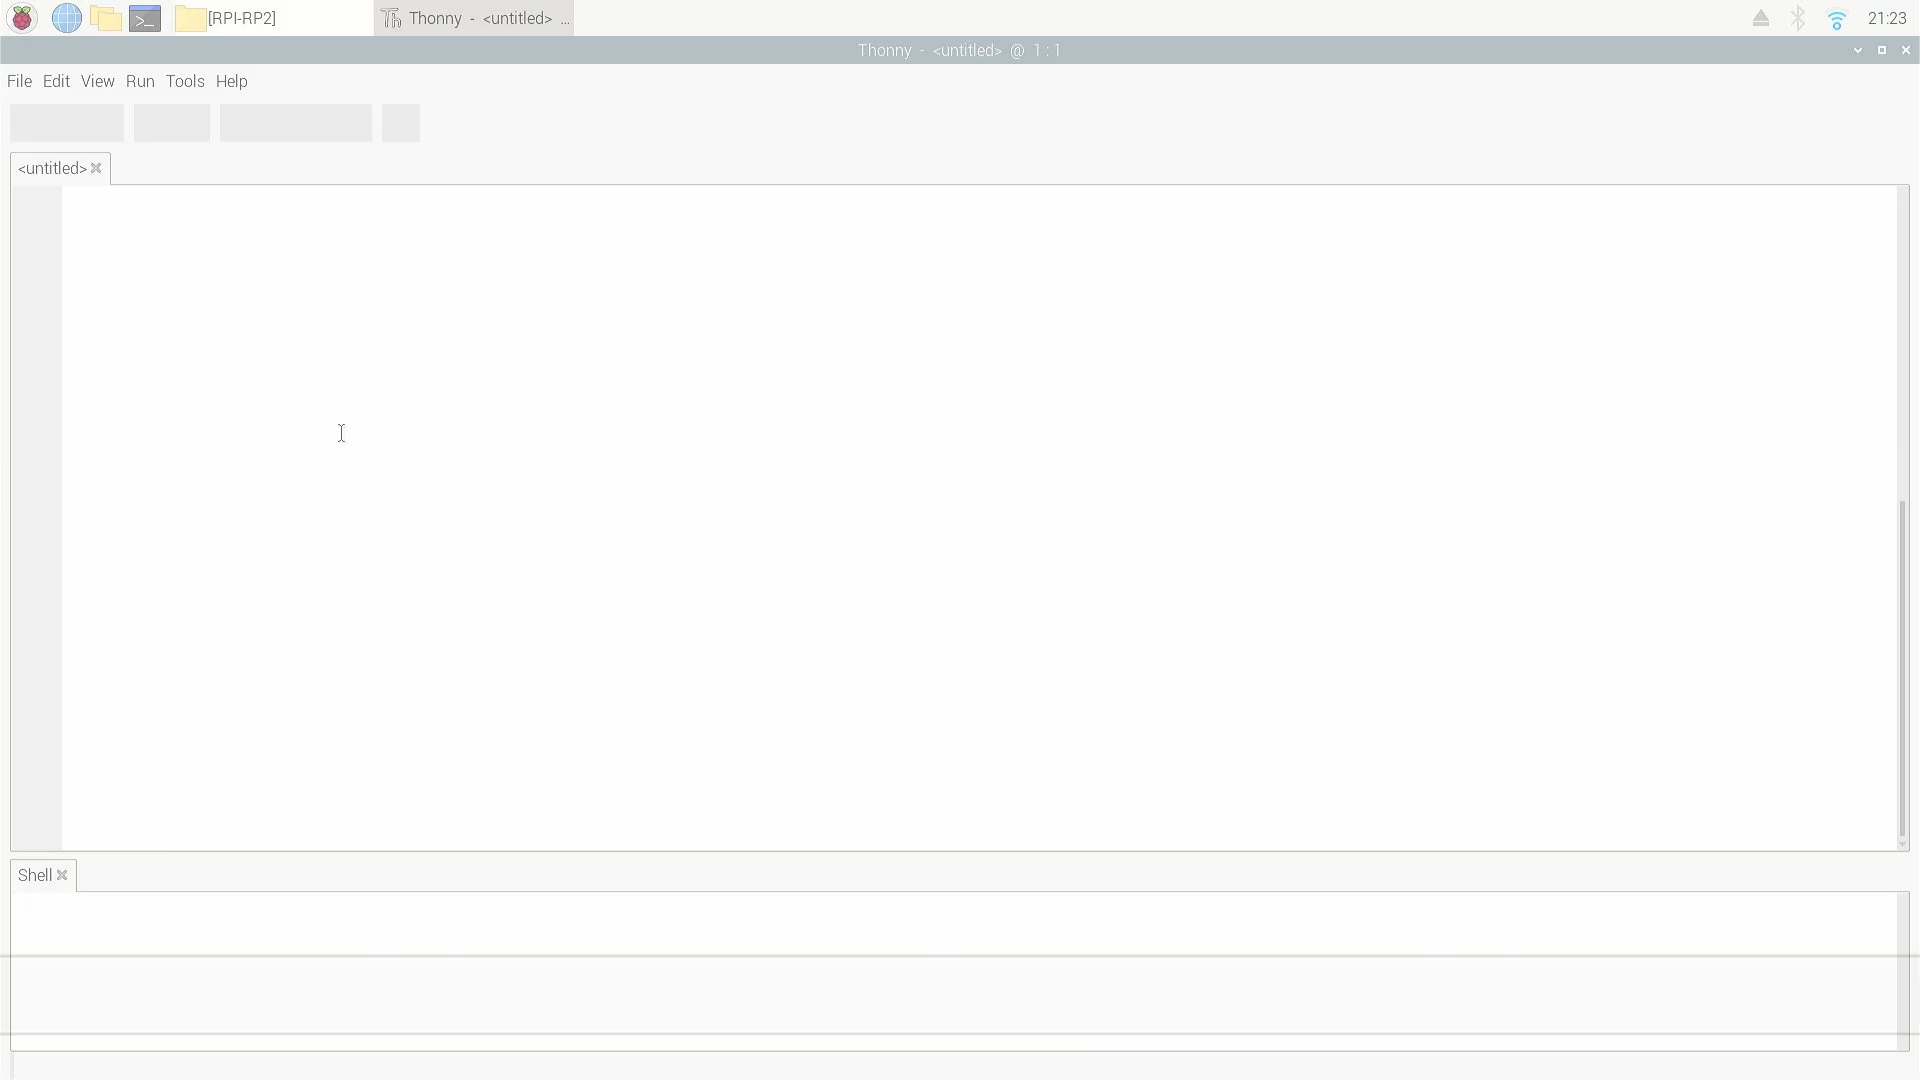 [RPI-RP2]
Thonny - <untitled> ...
21:23
Thonny - <untitled> @ 1 : 1
File Edit View Run Tools Help
<untitled>
Shell